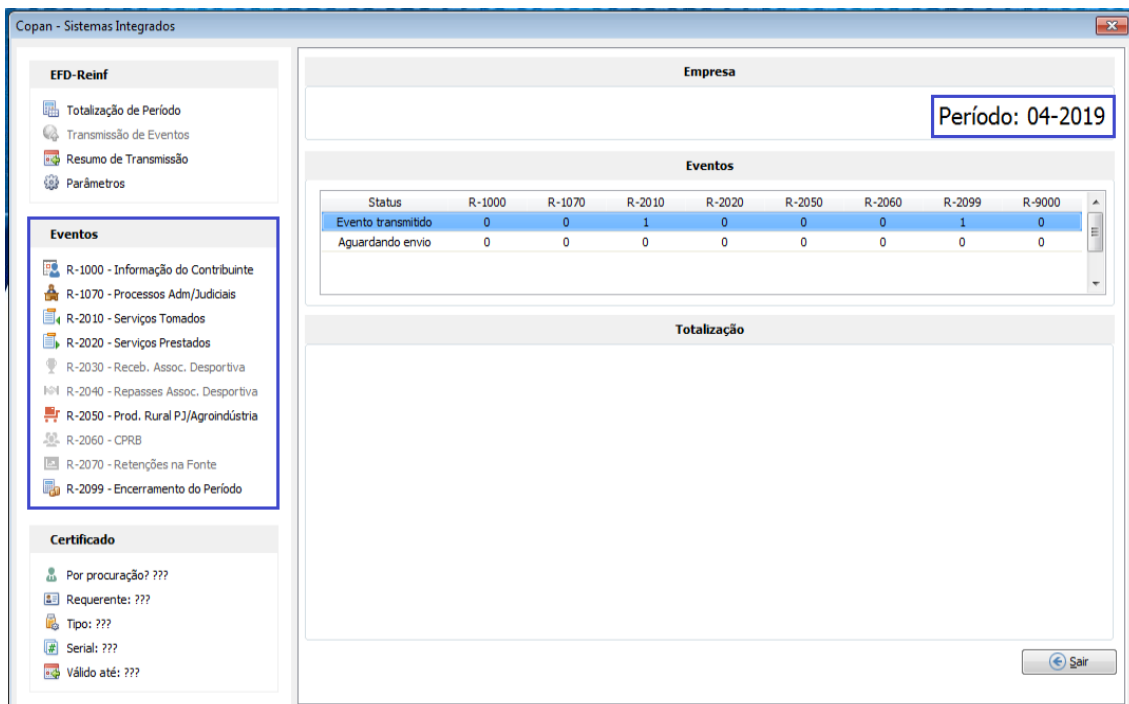 Copan - Sistemas Integrados
EFD-Reinf
Totalização de Período
Transmissão de Eventos
Resumo de Transmissão
Parâmetros
Eventos
R-1000 - Informação do Contribuinte
R-1070 - Processos Adm/Judiciais
R-2010 - Serviços Tomados
R-2020 - Serviços Prestados
R-2030 - Receb. Assoc. Desportiva
R-2040 - Repasses Assoc. Desportiva
R-2050 - Prod. Rural PJ/Agroindústria
R-2060 - CPRB
R-2070 - Retenções na Fonte
R-2099 - Encerramento do Período
Certificado
Por procuração? ???
Requerente: ???
Tipo: ???
Serial: ???
Válido até: ???
Empresa
Período: 04-2019
Eventos
Status R-1000 R-1070 R-2010 R-2020 R-2050 R-2060 R-2099 R-9000
Evento transmitido 0 0 1 0 0 0 1 0
Aguardando envio 0 0 0 0 0 0 0 0
Totalização
Sair